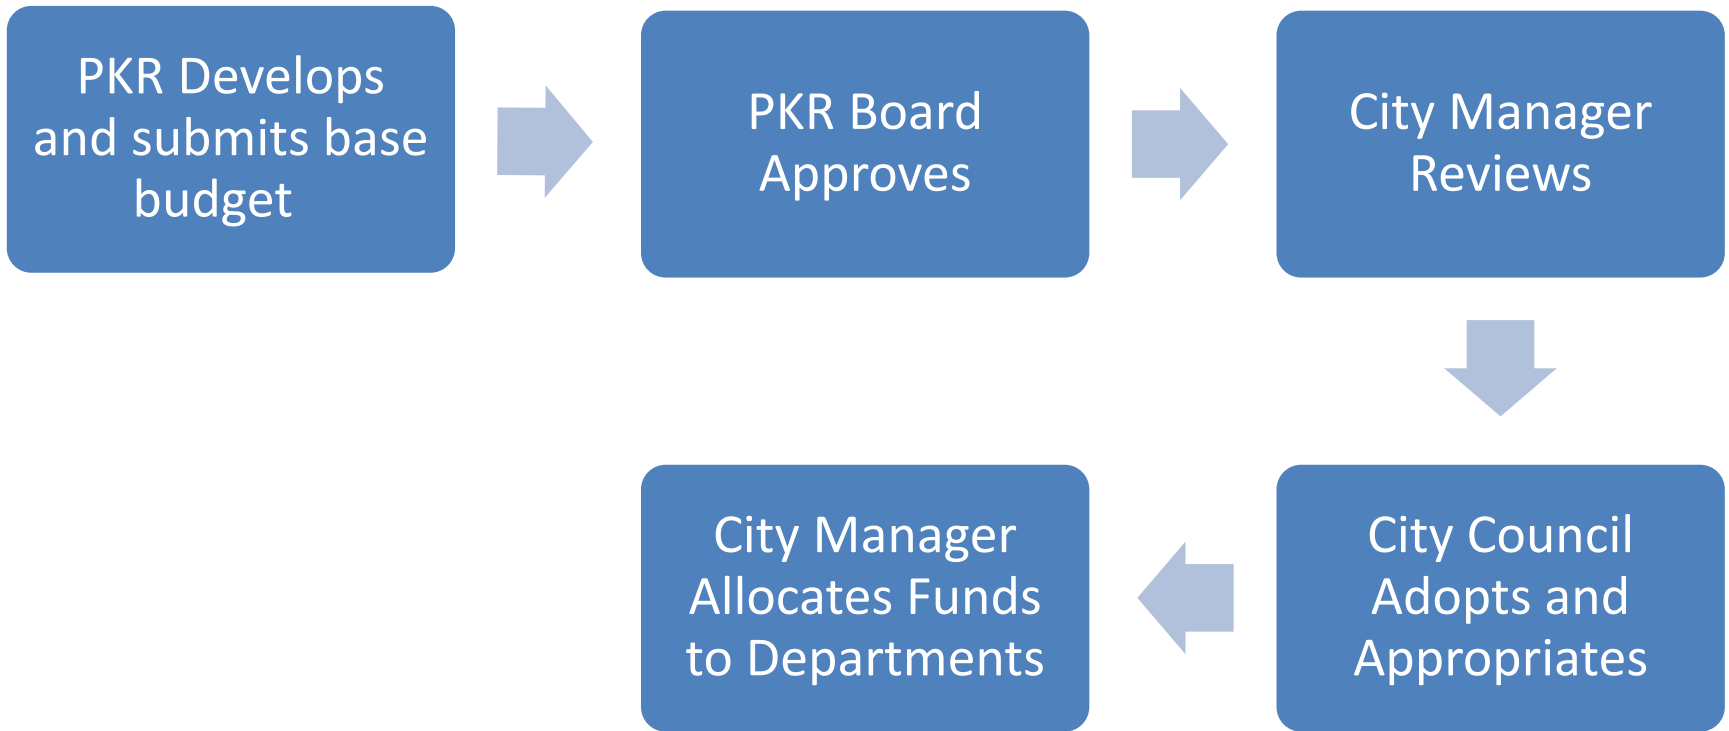 PKR Develops
and submits base
budget
PKR Board
Approves
City Manager
Reviews
City Council
Adopts and
Appropriates
City Manager
Allocates Funds
to Departments